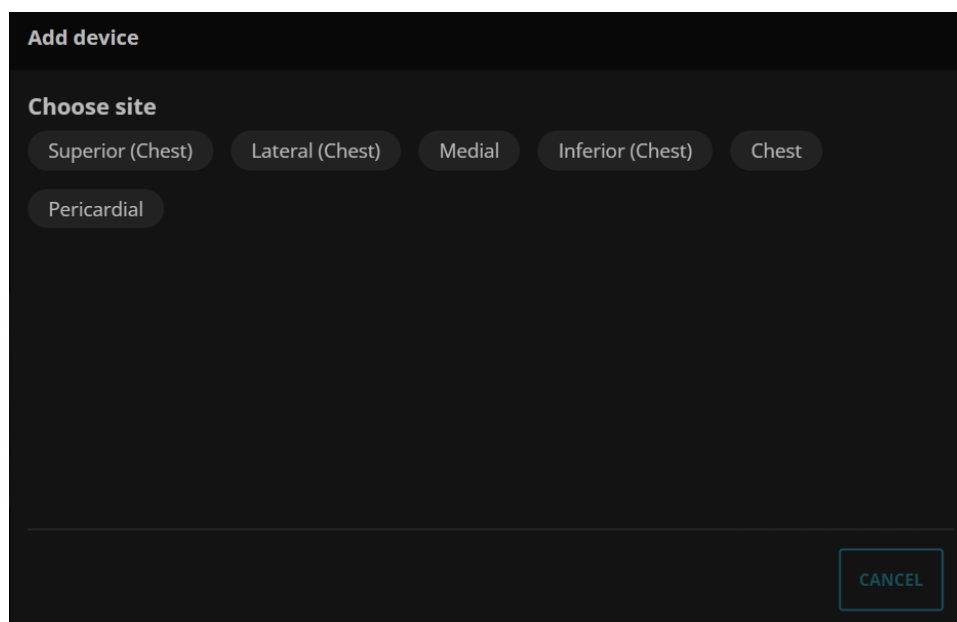 Add device
Choose site
Superior (Chest) Lateral (Chest) Medial Inferior (Chest) Chest
Pericardial
CANCEL